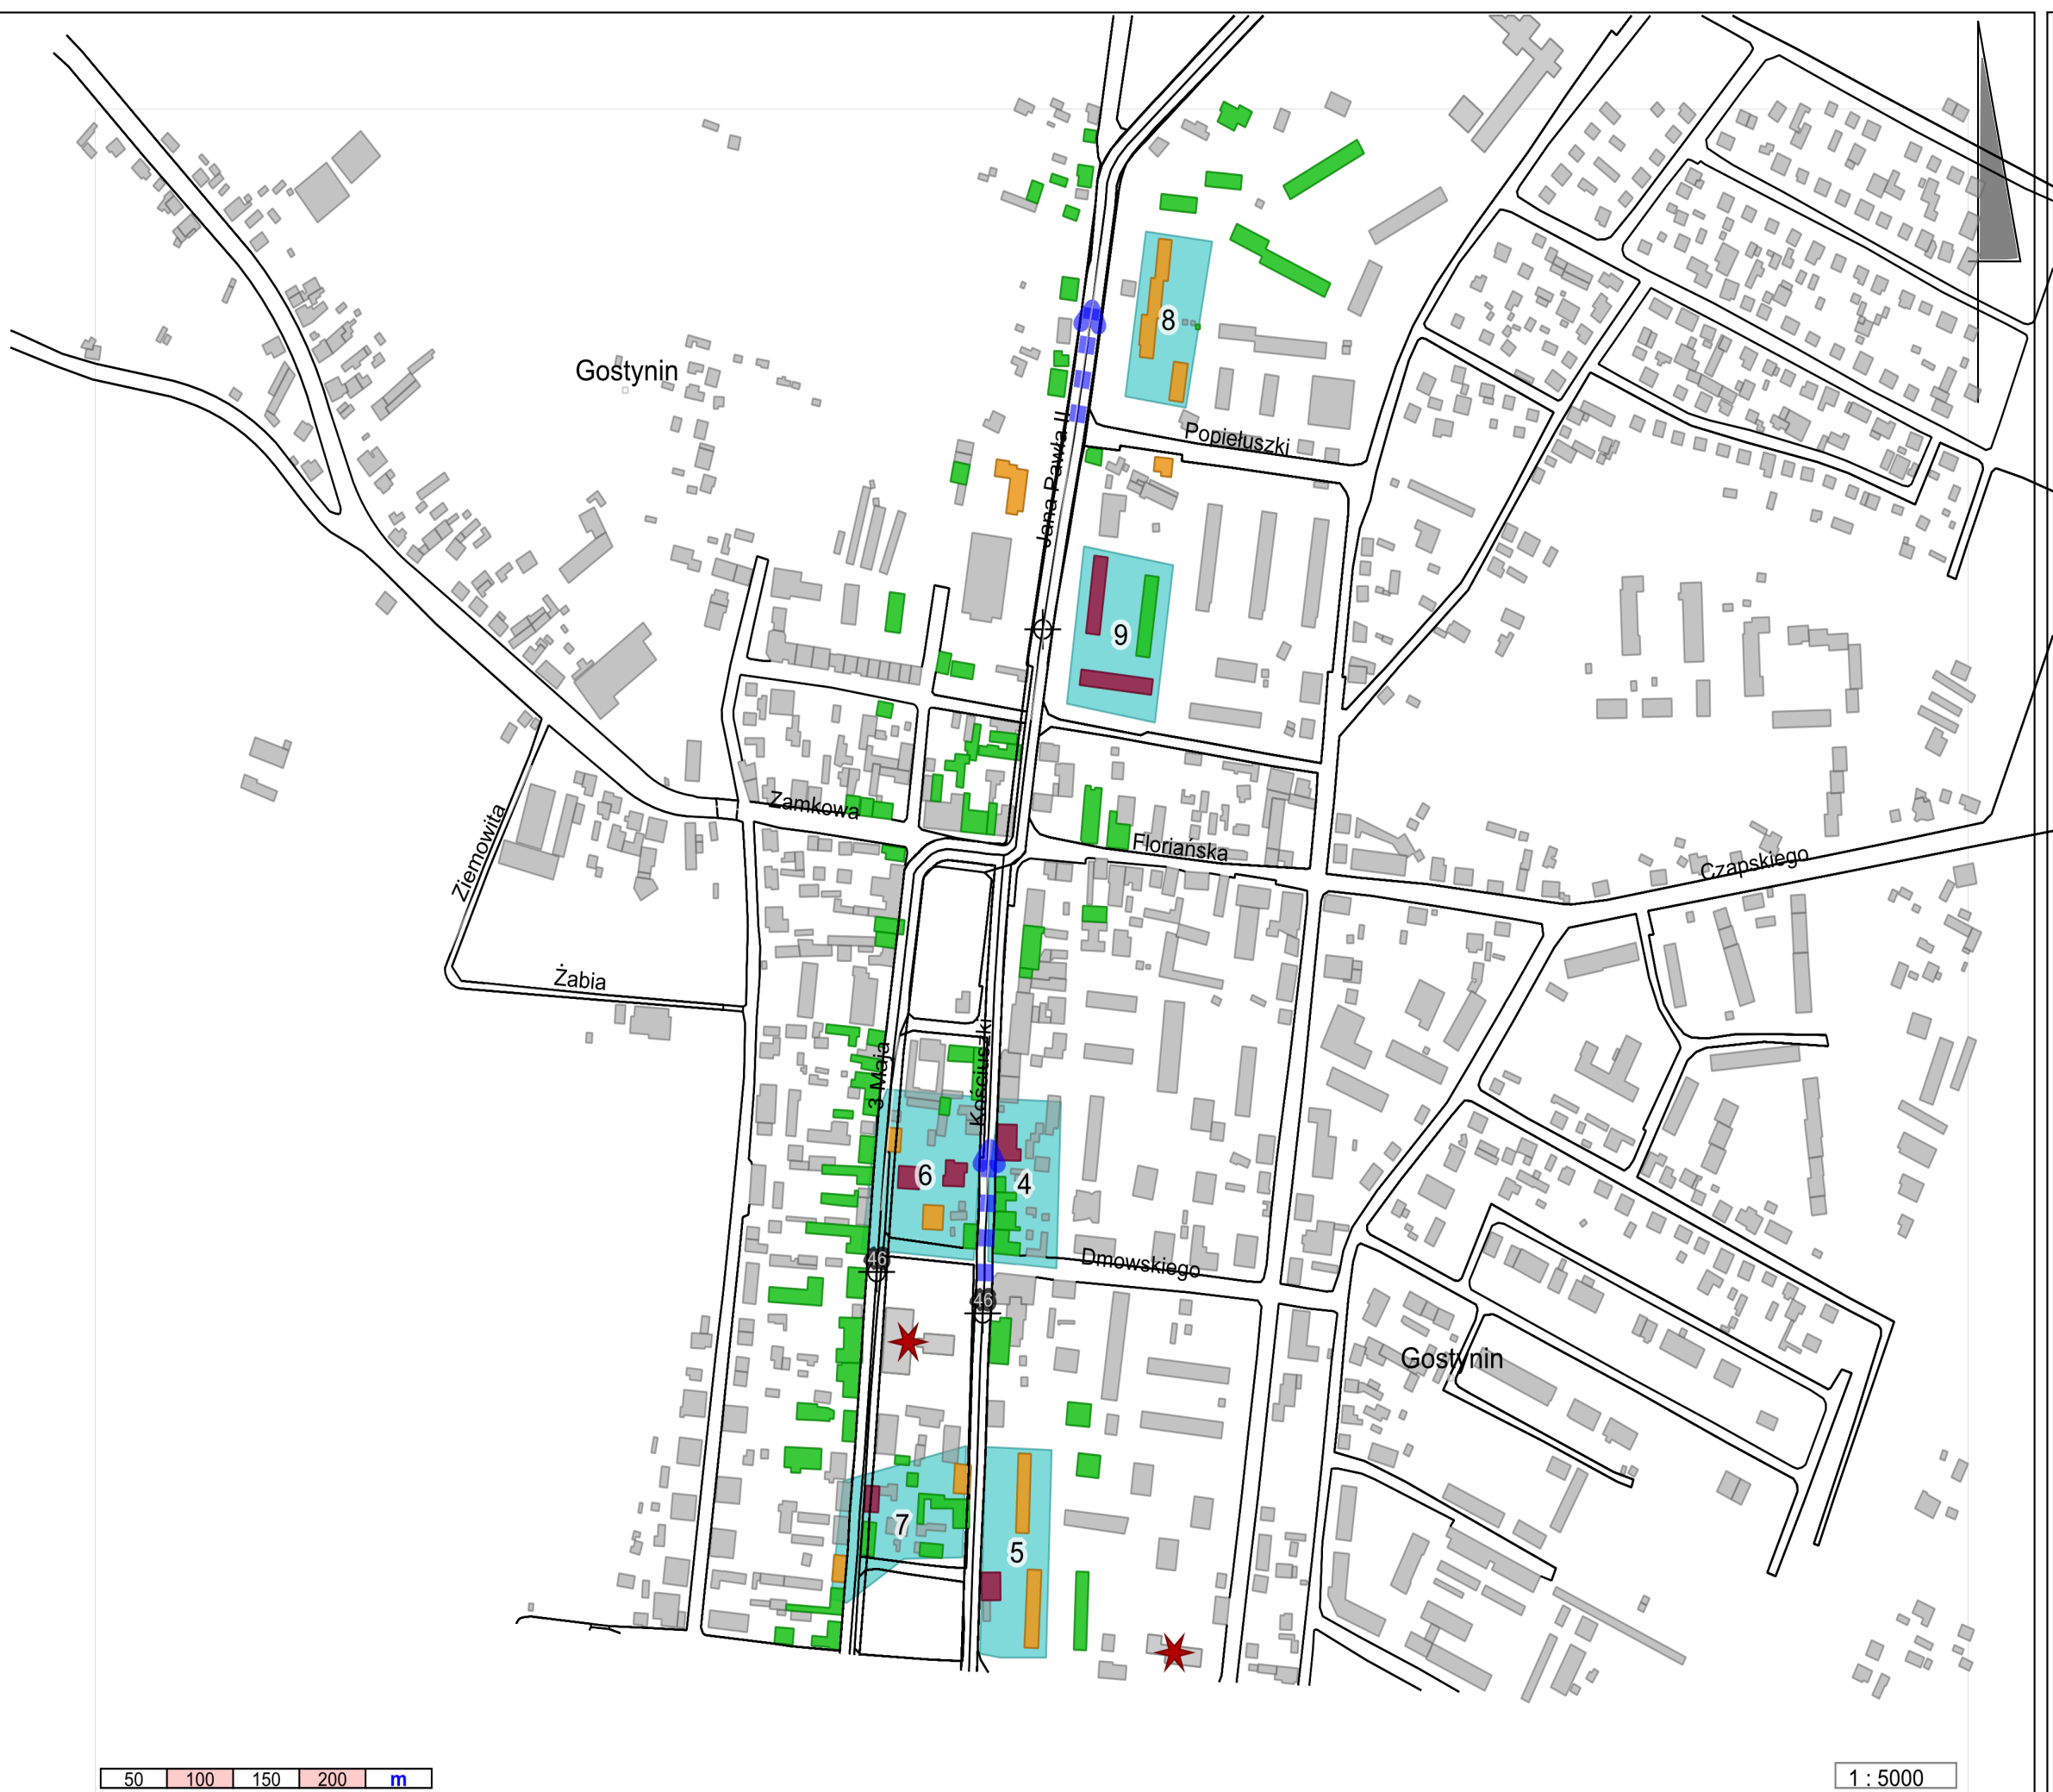 8
Gostynin
Popiełuszki
Jana Pawła II
9
Zamkowa
Ziemowita
Floriańska
Czapskiego
Żabia
3 Maja
Kościuszki
6
4
46
Dmowskiego
46
Gostynin
7
5
50 100 150 200 m
1 : 5000